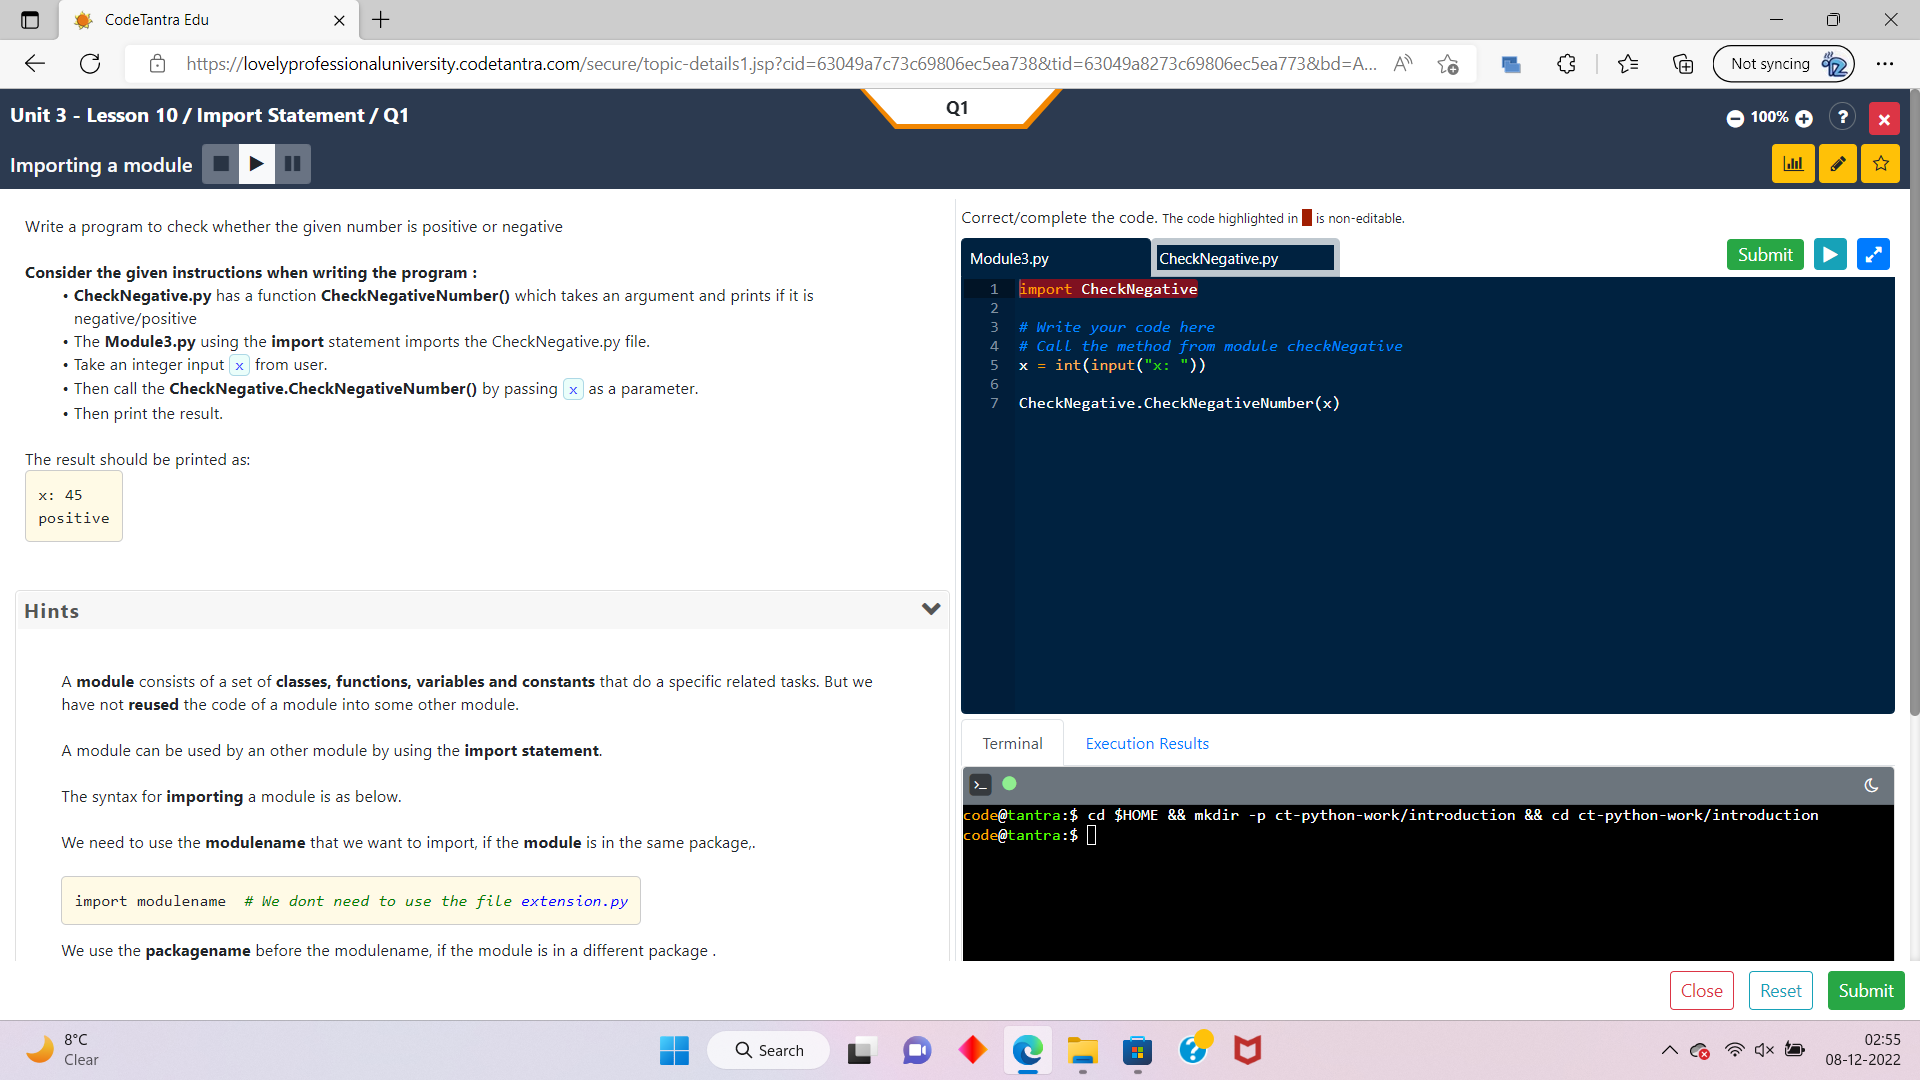 CodeTantra Edu
https://lovelyprofessionaluniversity.codetantra.com/secure/topic-details1.jsp?cid=63049a7c73c69806ec5ea738&tid=63049a8273c69806ec5ea773&bd=A...
Not syncing
Unit 3 - Lesson 10 / Import Statement / Q1
Q1
100%
?
Importing a module
Write a program to check whether the given number is positive or negative
Consider the given instructions when writing the program :
• CheckNegative.py has a function CheckNegativeNumber() which takes an argument and prints if it is
negative/positive
• The Module3.py using the import statement imports the CheckNegative.py file.
• Take an integer input x from user.
• Then call the CheckNegative.CheckNegativeNumber() by passing x as a parameter.
• Then print the result.
The result should be printed as:
x: 45
positive
Hints
A module consists of a set of classes, functions, variables and constants that do a specific related tasks. But we
have not reused the code of a module into some other module.
A module can be used by an other module by using the import statement.
The syntax for importing a module is as below.
We need to use the modulename that we want to import, if the module is in the same package,.
import modulename  # We dont need to use the file extension.py
We use the packagename before the modulename, if the module is in a different package .
Correct/complete the code. The code highlighted in is non-editable.
Module3.py
CheckNegative.py
Submit
1 import CheckNegative
2
3 # Write your code here
4 # Call the method from module checkNegative
5 x = int(input("x: "))
6
7 CheckNegative.CheckNegativeNumber(x)
Terminal
Execution Results
code@tantra:$ cd $HOME && mkdir -p ct-python-work/introduction && cd ct-python-work/introduction
code@tantra:$
Close
Reset
Submit
8°C
Clear
Search
02:55
08-12-2022